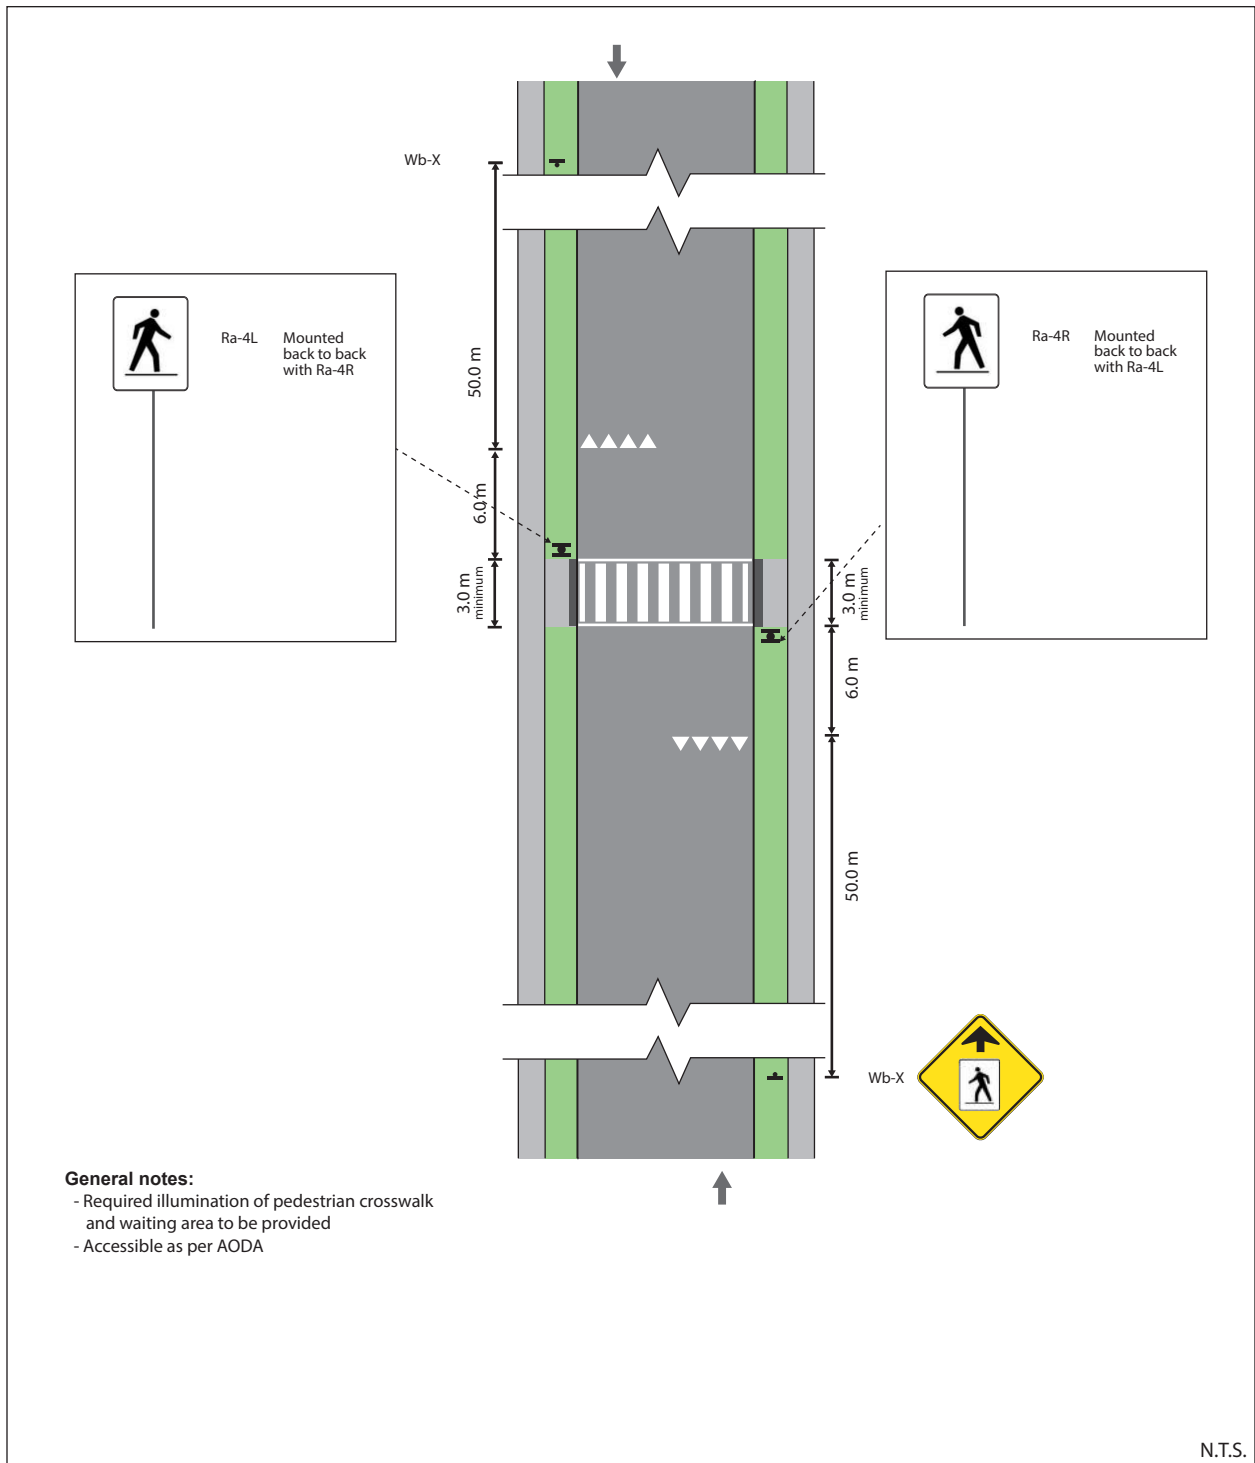 Wb-X
50.0 m
Ra-4L Mounted
back to back
with Ra-4R
Ra-4R Mounted
back to back
with Ra-4L
6.0 m
3.0 m
minimum
3.0 m
minimum
6.0 m
50.0 m
Wb-X
General notes:
- Required illumination of pedestrian crosswalk
and waiting area to be provided
- Accessible as per AODA
N.T.S.